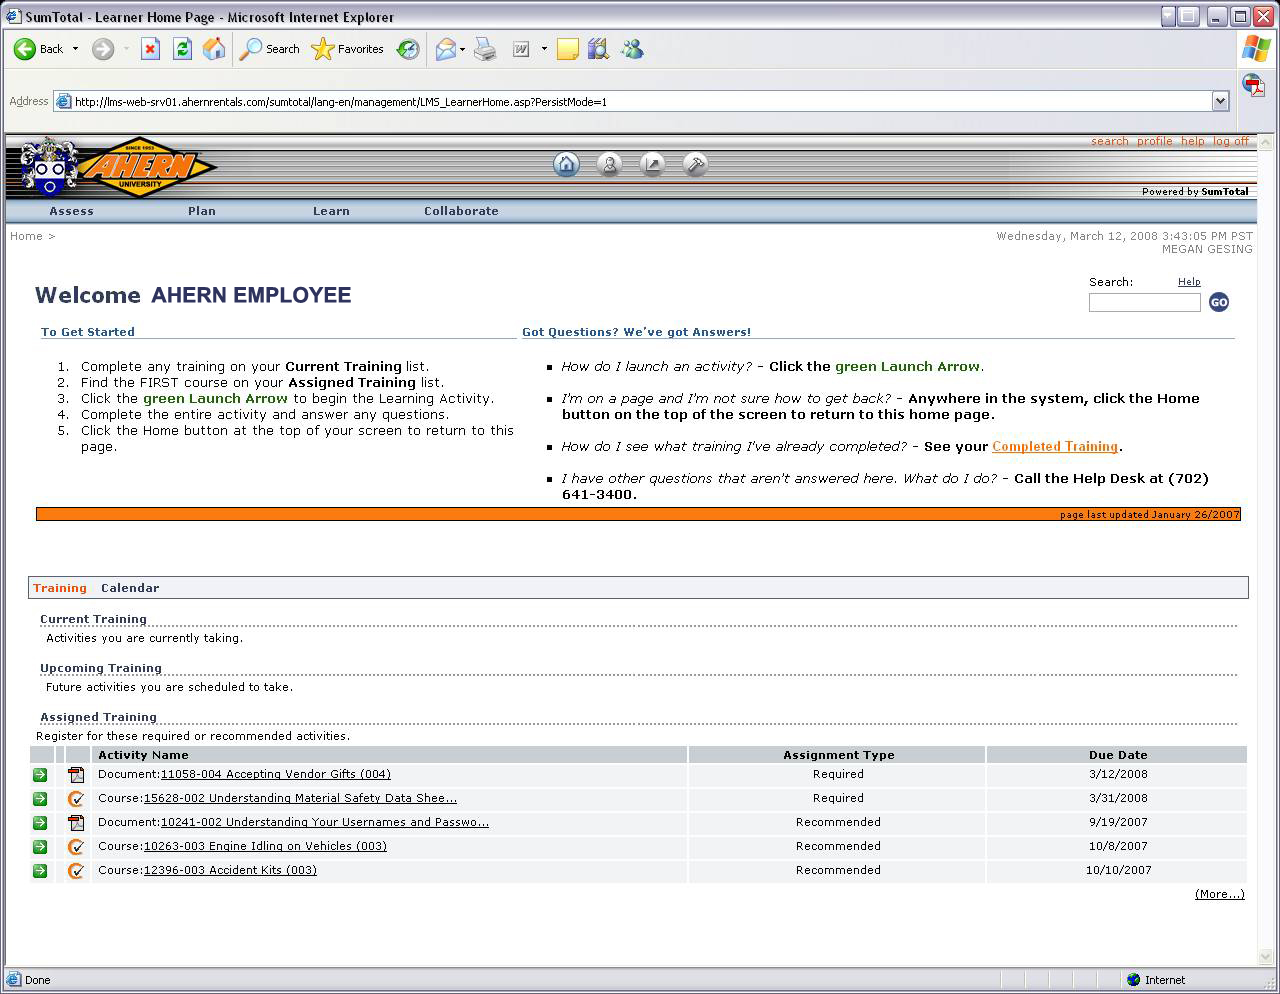 SumTotal - Learner Home Page - Microsoft Internet Explorer
Back Search Favorites
Address http://lms-web-srv01.ahernrentals.com/sumtotal/lang-en/management/LMS_LearnerHome.asp?PersistMode=1
search profile help log off
SINCE 1953
AHERN
UNIVERSITY
Powered by SumTotal
Assess Plan Learn Collaborate
Home > Wednesday, March 12, 2008 3:43:05 PM PST
MEGAN GESING
Search: Help
Welcome AHERN EMPLOYEE
GO
To Get Started
1. Complete any training on your Current Training list.
2. Find the FIRST course on your Assigned Training list.
3. Click the green Launch Arrow to begin the Learning Activity.
4. Complete the entire activity and answer any questions.
5. Click the Home button at the top of your screen to return to this
page.
Got Questions? We've got Answers!
How do I launch an activity? - Click the green Launch Arrow.
I'm on a page and I'm not sure how to get back? - Anywhere in the system, click the Home
button on the top of the screen to return to this home page.
How do I see what training I've already completed? - See your Completed Training.
I have other questions that aren't answered here. What do I do? - Call the Help Desk at (702)
641-3400.
page last updated January 26/2007
Training Calendar
Current Training
Activities you are currently taking.
Upcoming Training
Future activities you are scheduled to take.
Assigned Training
Register for these required or recommended activities.
Activity Name Assignment Type Due Date
Document:11058-004 Accepting Vendor Gifts (004) Required 3/12/2008
Course:15628-002 Understanding Material Safety Data Shee... Required 3/31/2008
Document:10241-002 Understanding Your Usernames and Passwo... Recommended 9/19/2007
Course:10263-003 Engine Idling on Vehicles (003) Recommended 10/8/2007
Course:12396-003 Accident Kits (003) Recommended 10/10/2007
(More...)
Done Internet